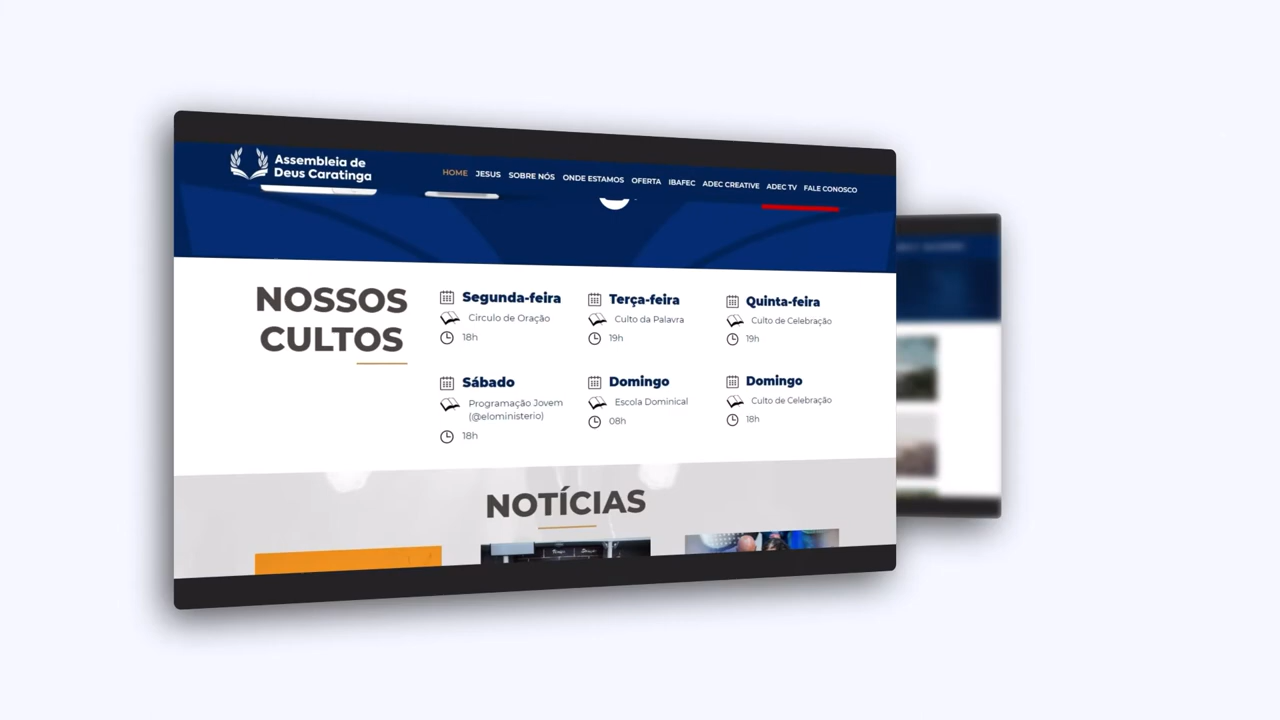 Assembleia de
Deus Caratinga
HOME JESUS SOBRE NÓS ONDE ESTAMOS OFERTA IBAFEC ADEC CREATIVE ADEC TV FALE CONOSCO
NOSSOS
CULTOS
Segunda-feira
Circulo de Oração
18h
Terça-feira
Culto da Palavra
19h
Quinta-feira
Culto de Celebração
19h
Sábado
Programação Jovem
(@eloministerio)
18h
Domingo
Escola Dominical
08h
Domingo
Culto de Celebração
18h
NOTÍCIAS